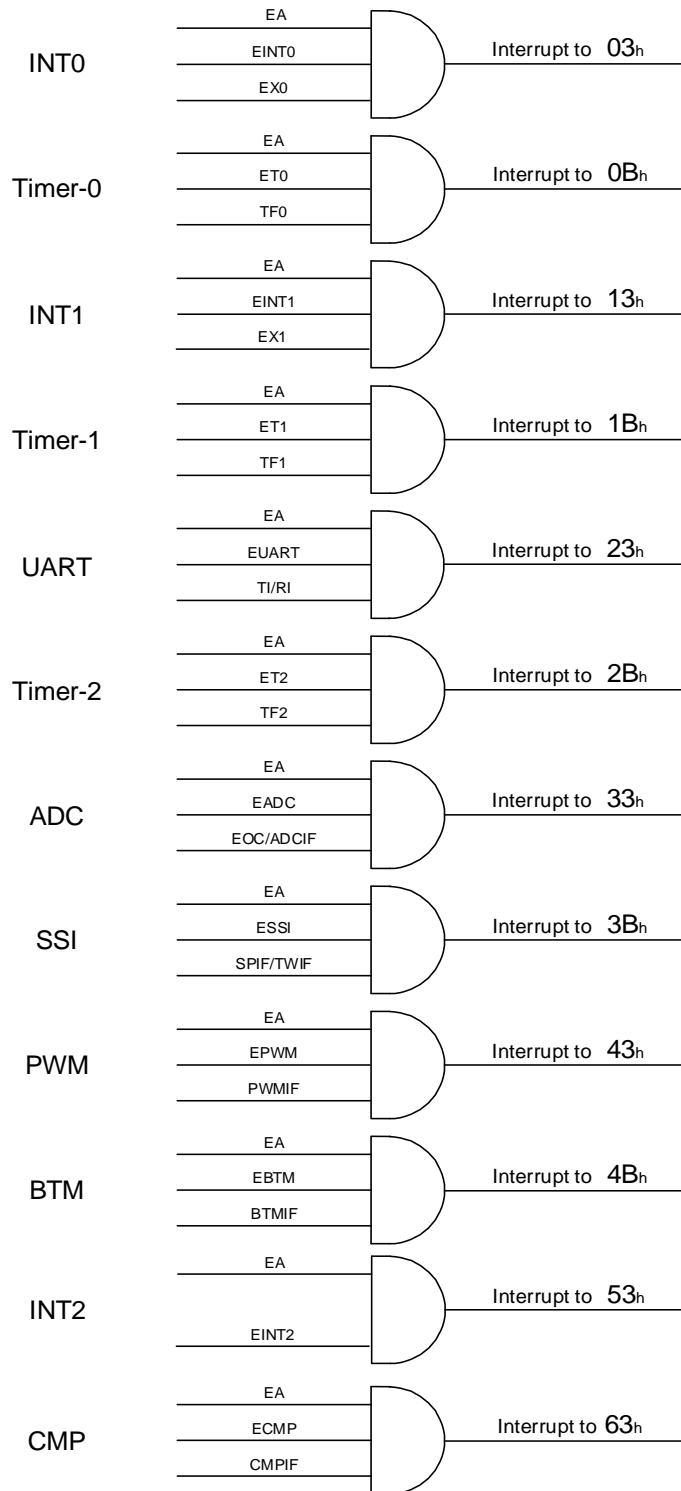 EA
INT0 EINT0 Interrupt to 03h
EX0
EA
Timer-0 ET0 Interrupt to 0Bh
TF0
EA
INT1 EINT1 Interrupt to 13h
EX1
EA
Timer-1 ET1 Interrupt to 1Bh
TF1
EA
UART EUART Interrupt to 23h
TI/RI
EA
Timer-2 ET2 Interrupt to 2Bh
TF2
EA
ADC EADC Interrupt to 33h
EOC/ADCIF
EA
SSI ESSI Interrupt to 3Bh
SPIF/TWIF
EA
PWM EPWM Interrupt to 43h
PWMIF
EA
BTM EBTM Interrupt to 4Bh
BTMIF
EA
INT2 Interrupt to 53h
EINT2
EA
CMP ECMP Interrupt to 63h
CMPIF